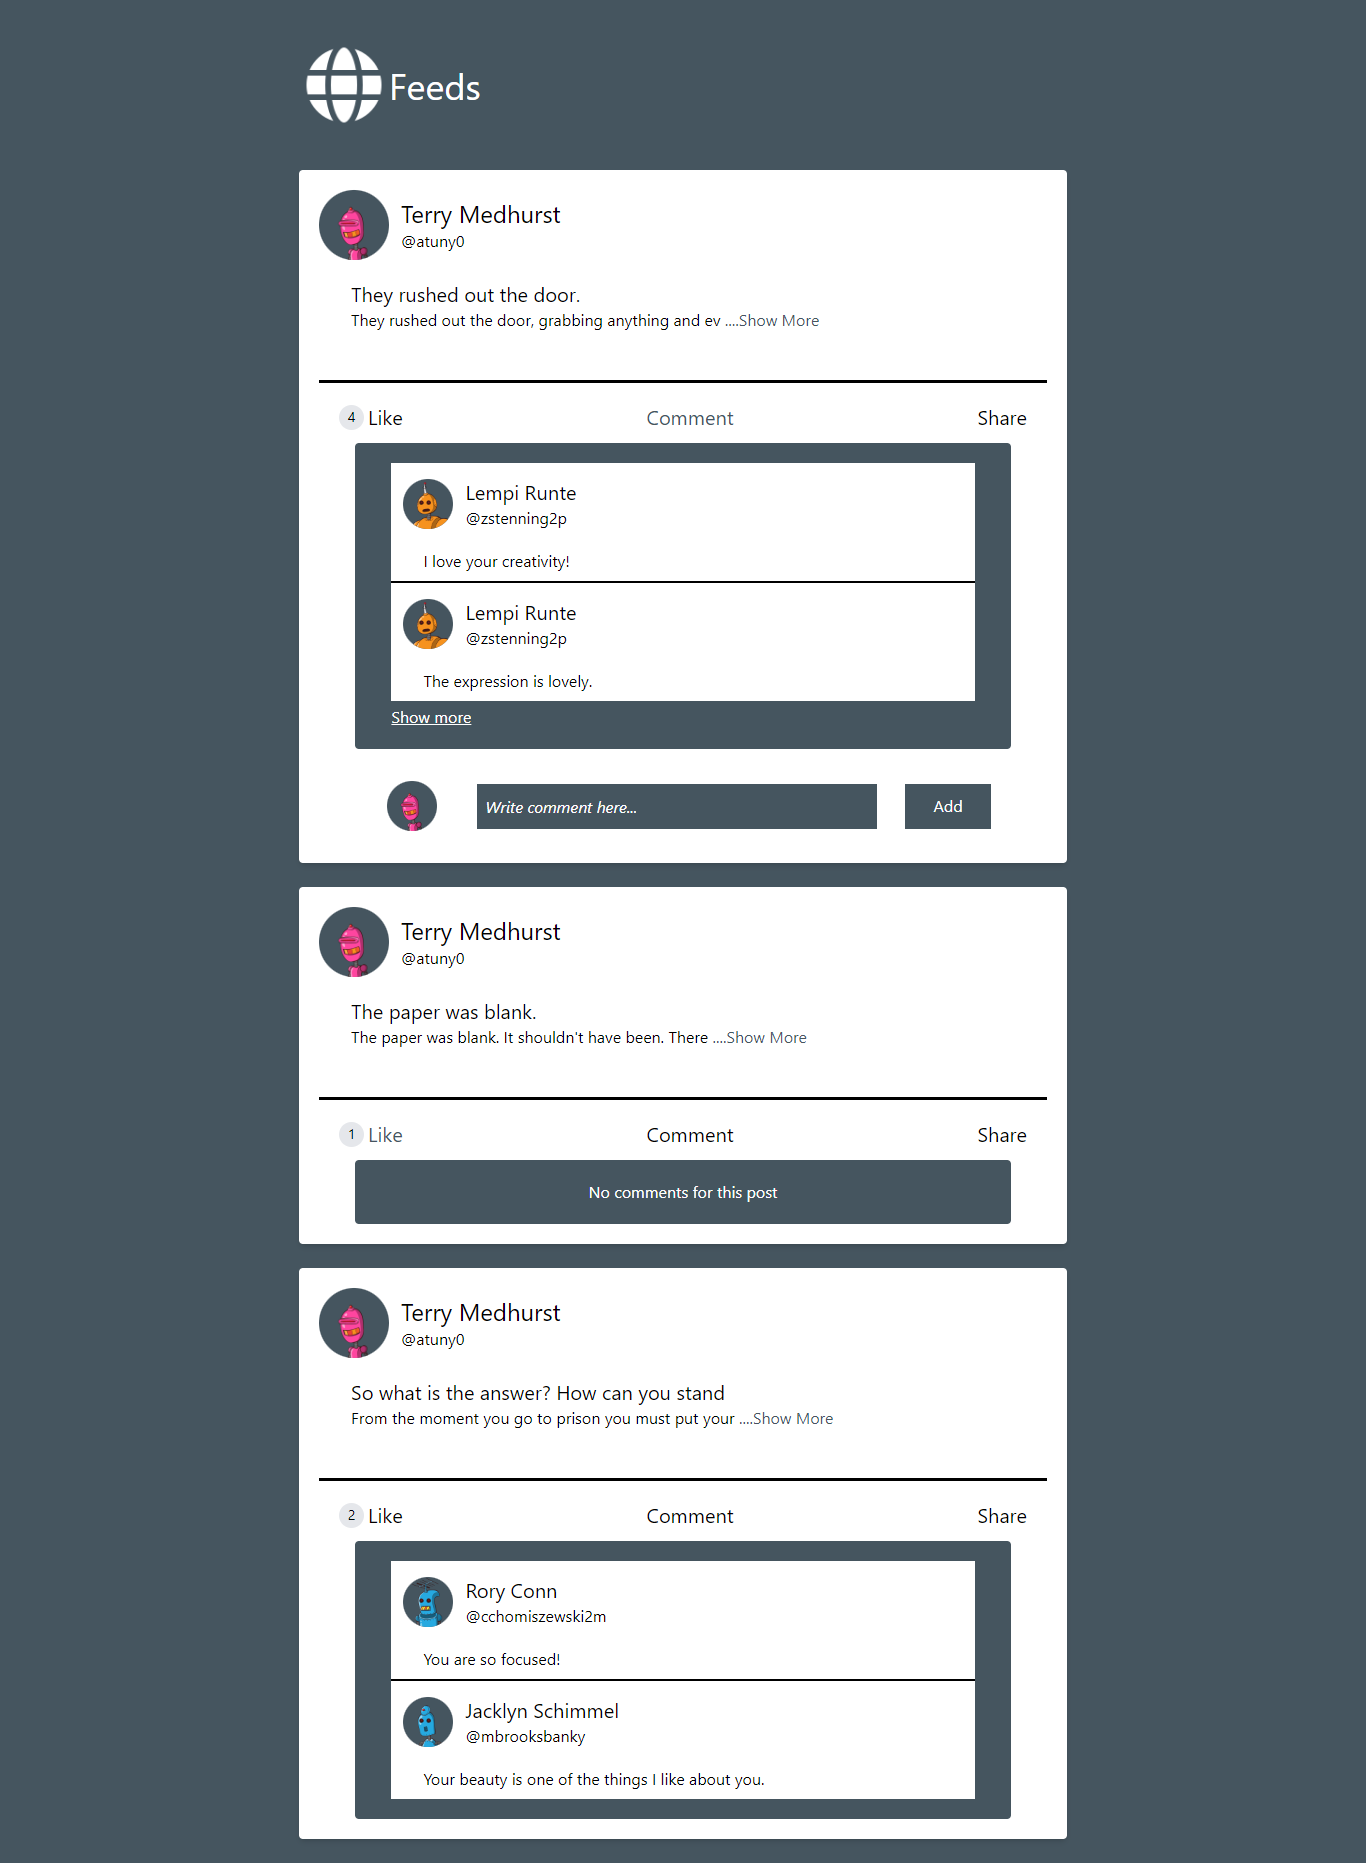 Feeds
Terry Medhurst
@atuny0
They rushed out the door.
They rushed out the door, grabbing anything and ev ....Show More
4 Like Comment Share
Lempi Runte
@zstenning2p
I love your creativity!
Lempi Runte
@zstenning2p
The expression is lovely.
Show more
Write comment here... Add
Terry Medhurst
@atuny0
The paper was blank.
The paper was blank. It shouldn't have been. There ....Show More
1 Like Comment Share
No comments for this post
Terry Medhurst
@atuny0
So what is the answer? How can you stand
From the moment you go to prison you must put your ....Show More
2 Like Comment Share
Rory Conn
@cchomiszewski2m
You are so focused!
Jacklyn Schimmel
@mbrooksbanky
Your beauty is one of the things I like about you.